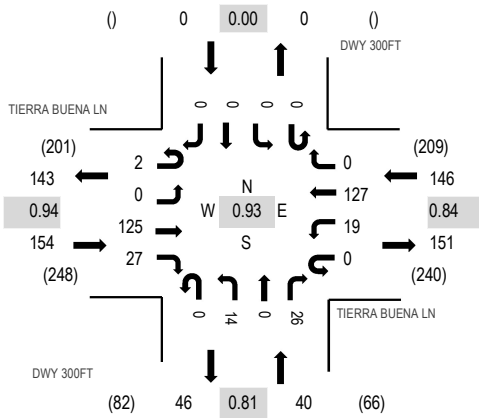 () 0 0.00 0 ()
DWY 300FT
TIERRA BUENA LN
0 0 0 0
(201) (209)
143 2 0 146
0 N 127
0.94 W 0.93 E 0.84
125 S 19
154 27 0 151
(248) (240)
0 14 0 26
TIERRA BUENA LN
DWY 300FT
(82) 46 0.81 40 (66)